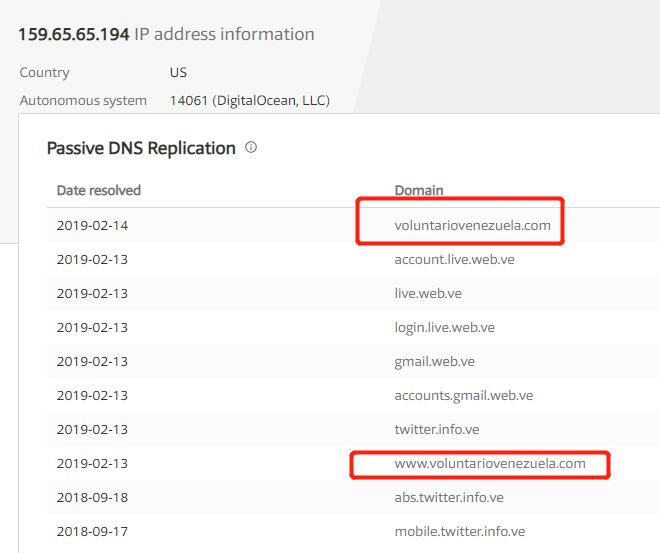 159.65.65.194 IP address information
Country US
Autonomous system 14061 (DigitalOcean, LLC)
Passive DNS Replication
Date resolved Domain
2019-02-14 voluntariovenezuela.com
2019-02-13 account.live.web.ve
2019-02-13 live.web.ve
2019-02-13 login.live.web.ve
2019-02-13 gmail.web.ve
2019-02-13 accounts.gmail.web.ve
2019-02-13 twitter.info.ve
2019-02-13 www.voluntariovenezuela.com
2018-09-18 abs.twitter.info.ve
2018-09-17 mobile.twitter.info.ve